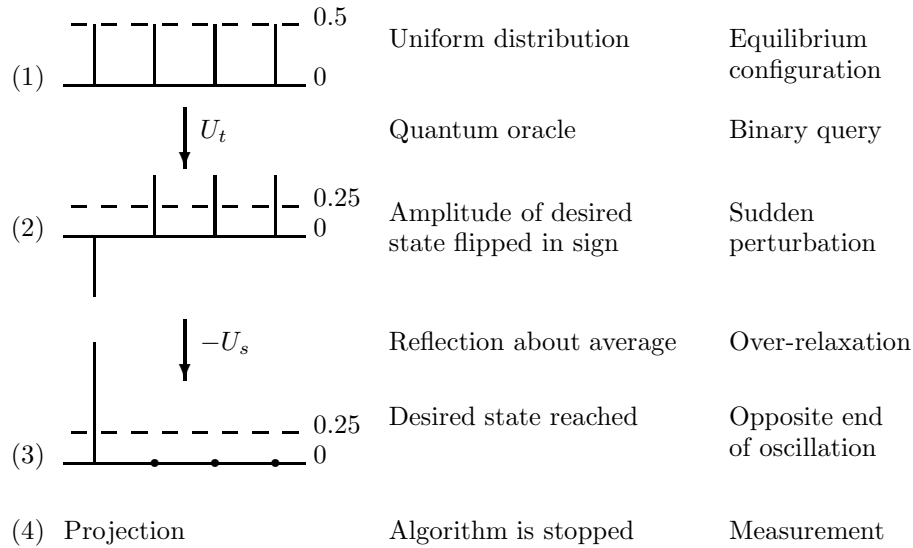 0.5
Uniform distribution
Equilibrium
configuration
(1)
0
U_t
Quantum oracle
Binary query
0.25
(2)
0
Amplitude of desired
state flipped in sign
Sudden
perturbation
−U_s
Reflection about average
Over-relaxation
0.25
Desired state reached
Opposite end
of oscillation
(3)
0
(4) Projection
Algorithm is stopped
Measurement